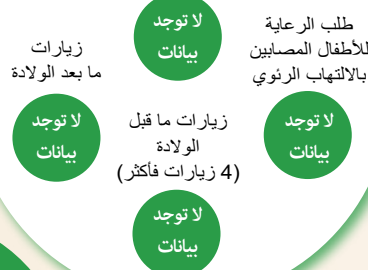 لا توجد
بيانات
طلب الرعاية
للأطفال المصابين
بالالتهاب الرئوي
لا توجد
بيانات
زيارات
ما بعد الولادة
لا توجد
بيانات
زيارات ما قبل
الولادة
(4 زيارات فأكثر)
لا توجد
بيانات